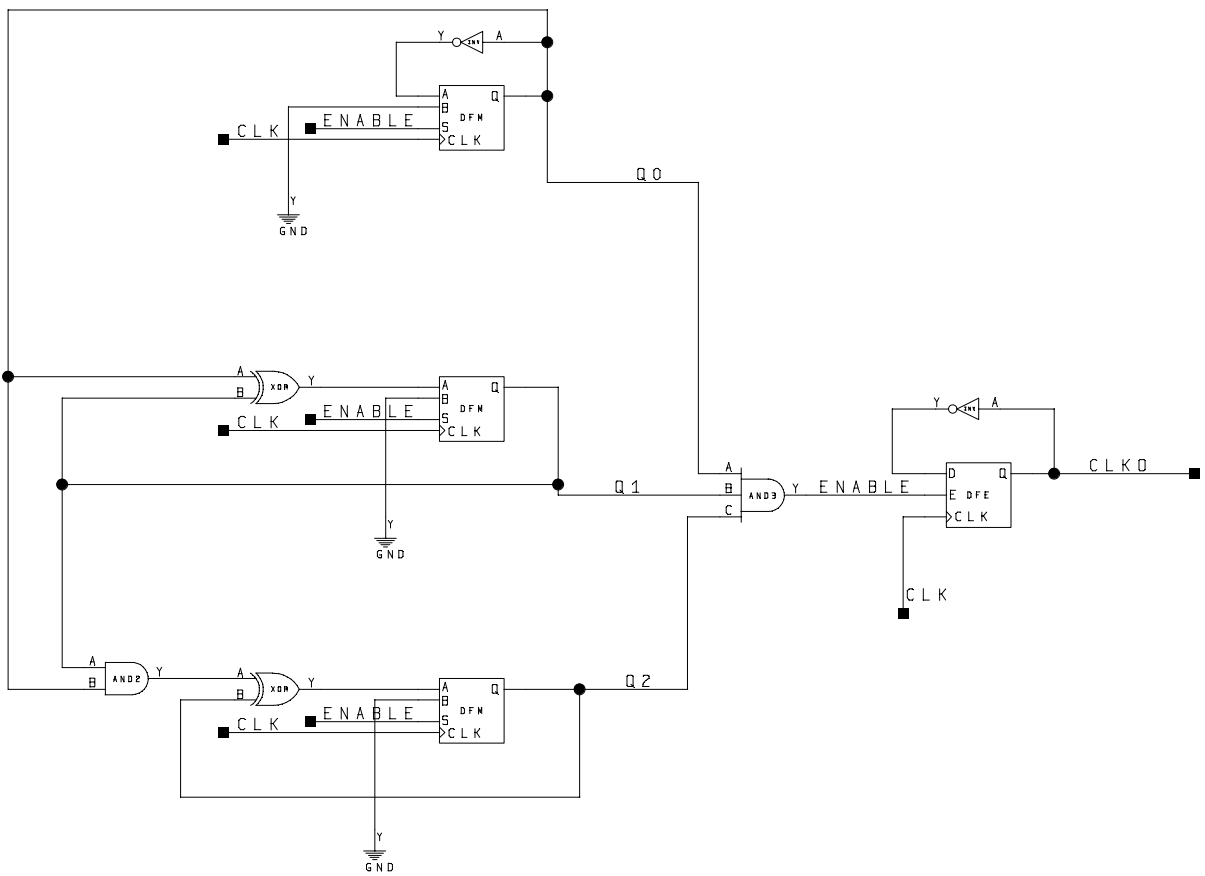 Y INV A
A Q
B DFM
ENABLE S
CLK CLK
Q0
Y
GND
A XOR Y A Q
B B DFM
ENABLE S
CLK CLK
Y INV A
A
Q1 B AND3 Y ENABLE
C
D Q CLKO
E DFE
CLK
Y
GND
CLK
A AND2 Y A XOR Y A Q Q2
B B B DFM
ENABLE S
CLK CLK
Y
GND